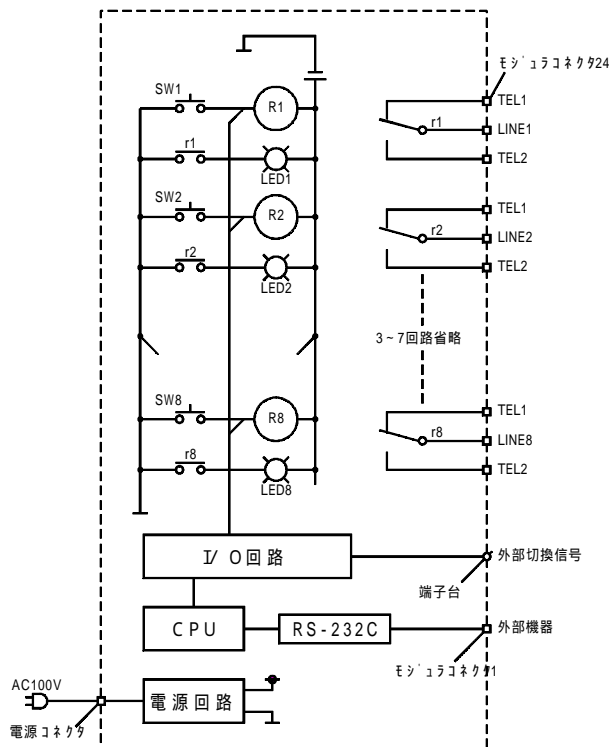 モジュラコネクタ24
SW1
R1
TEL1
r1
LINE1
r1
TEL2
LED1
SW2
R2
TEL1
r2
LINE2
r2
TEL2
LED2
3~7回路省略
SW8
R8
TEL1
r8
LINE8
r8
TEL2
LED8
I/O回路
外部切換信号
端子台
CPU
RS-232C
外部機器
モジュラコネクタ1
AC100V
電源回路
電源コネクタ